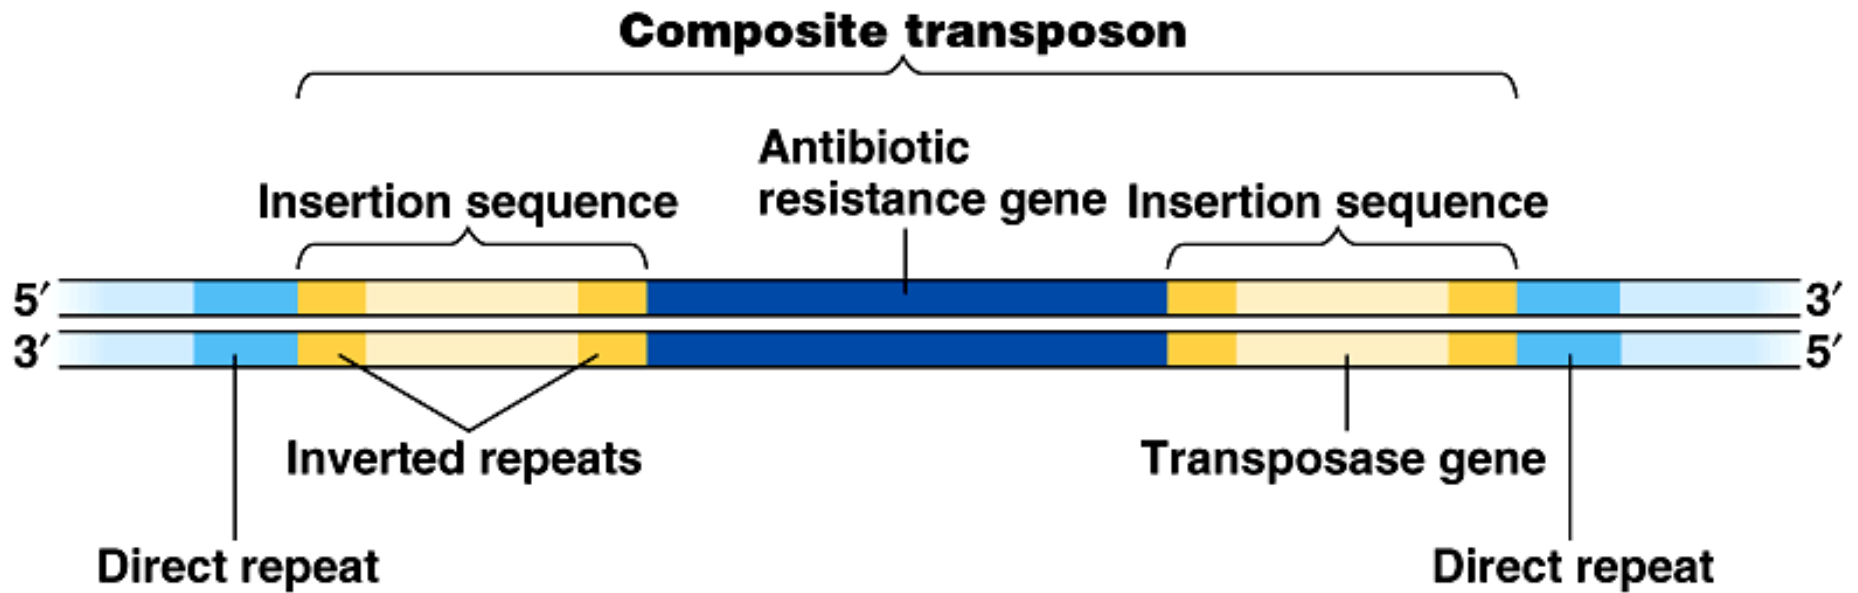 Composite transposon
Antibiotic
resistance gene
Insertion sequence
Insertion sequence
5′
3′
3′
5′
Inverted repeats
Transposase gene
Direct repeat
Direct repeat